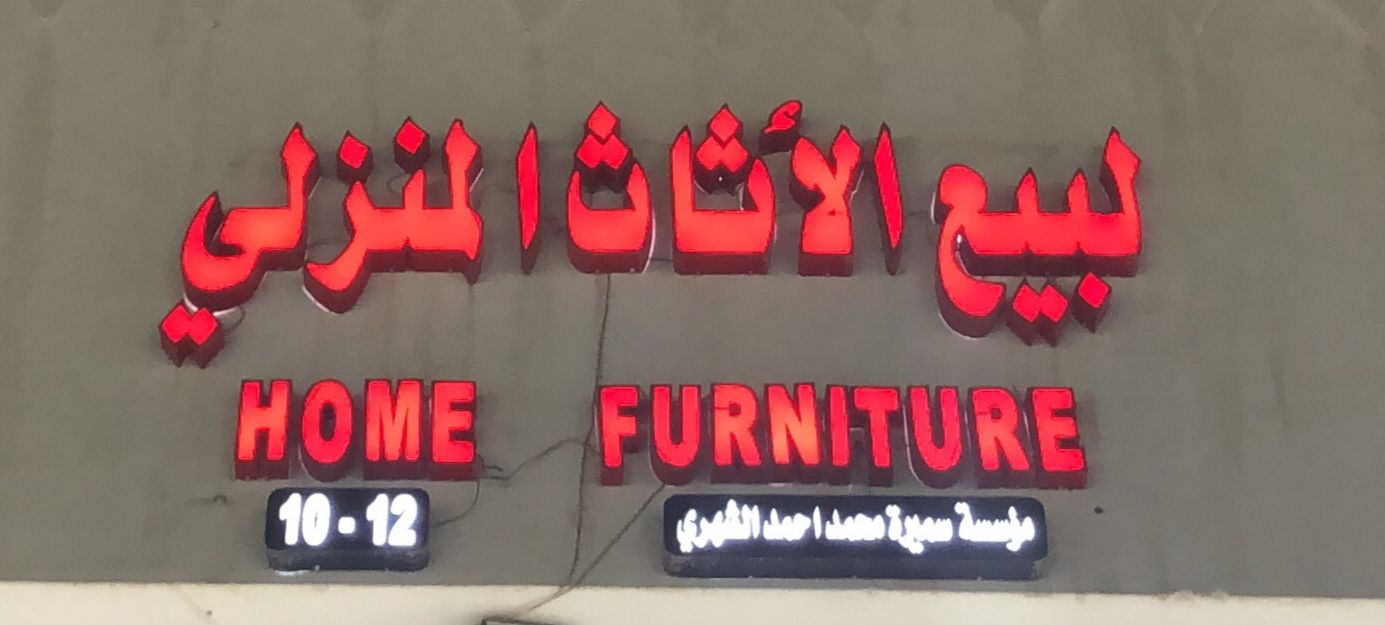 لبيع الأثاث المنزلي
HOME FURNITURE
10 - 12
مؤسسة سميرة محمد احمد الشهري